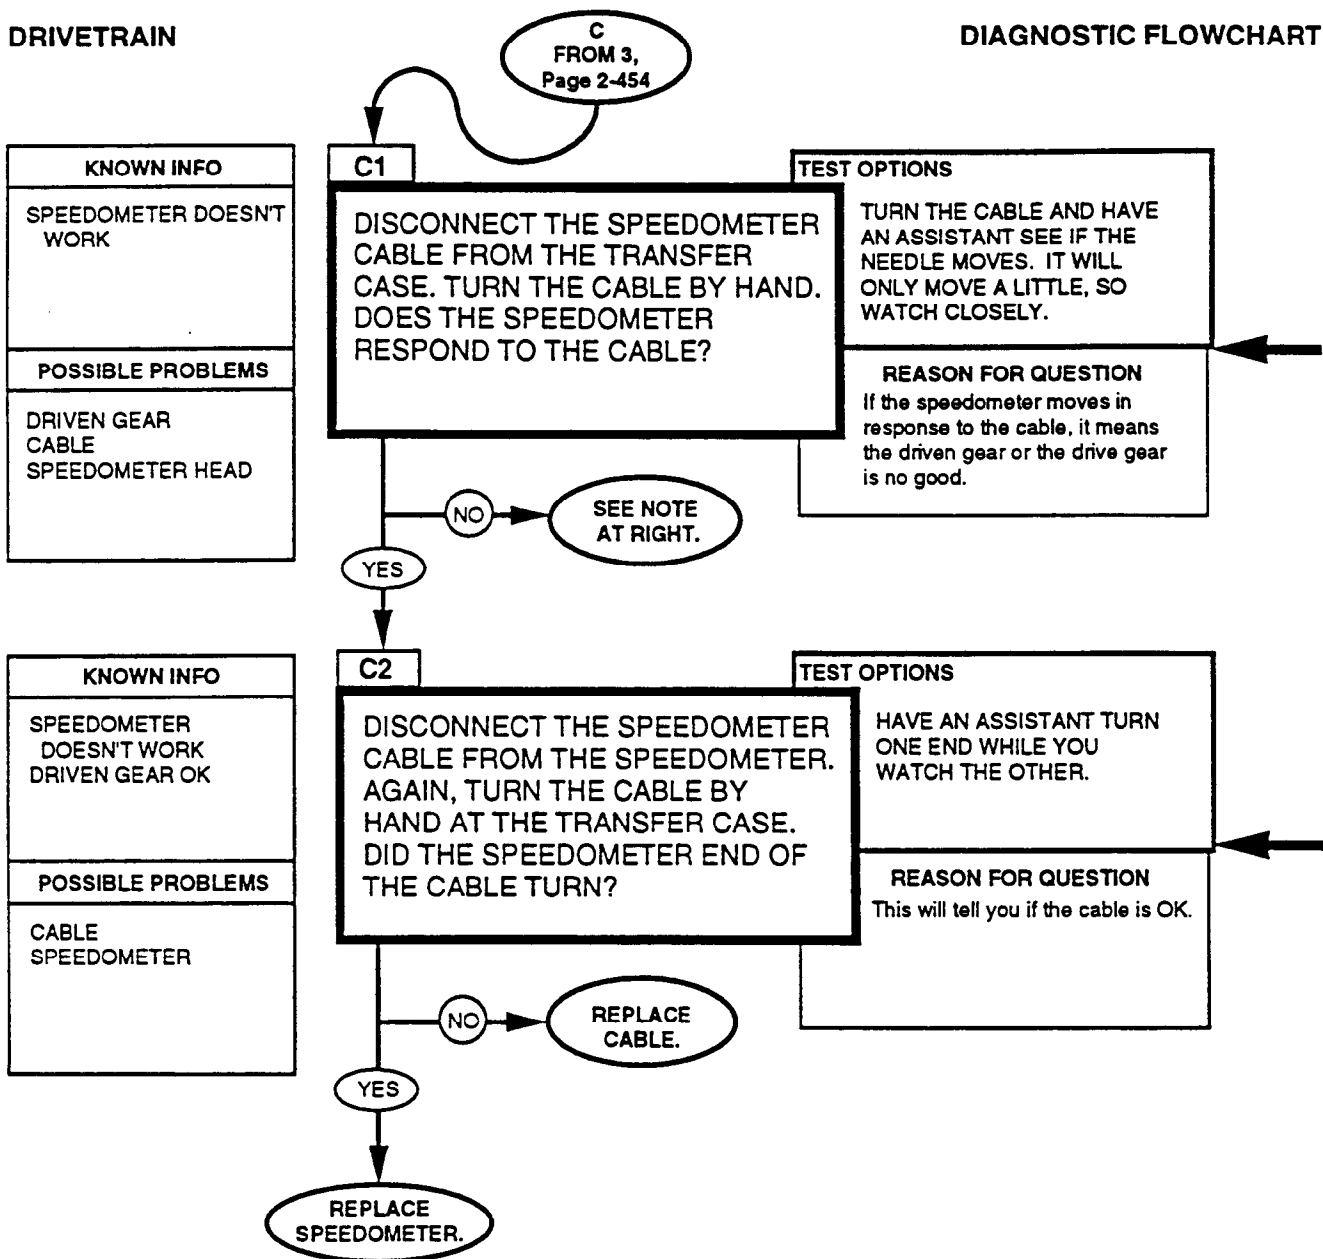 DRIVETRAIN
DIAGNOSTIC FLOWCHART
C
FROM 3,
Page 2-454
KNOWN INFO
SPEEDOMETER DOESN'T
WORK
POSSIBLE PROBLEMS
DRIVEN GEAR
CABLE
SPEEDOMETER HEAD
C1
DISCONNECT THE SPEEDOMETER
CABLE FROM THE TRANSFER
CASE. TURN THE CABLE BY HAND.
DOES THE SPEEDOMETER
RESPOND TO THE CABLE?
TEST OPTIONS
TURN THE CABLE AND HAVE
AN ASSISTANT SEE IF THE
NEEDLE MOVES. IT WILL
ONLY MOVE A LITTLE, SO
WATCH CLOSELY.
REASON FOR QUESTION
If the speedometer moves in
response to the cable, it means
the driven gear or the drive gear
is no good.
NO
SEE NOTE
AT RIGHT.
YES
KNOWN INFO
SPEEDOMETER
DOESN'T WORK
DRIVEN GEAR OK
POSSIBLE PROBLEMS
CABLE
SPEEDOMETER
C2
DISCONNECT THE SPEEDOMETER
CABLE FROM THE SPEEDOMETER.
AGAIN, TURN THE CABLE BY
HAND AT THE TRANSFER CASE.
DID THE SPEEDOMETER END OF
THE CABLE TURN?
TEST OPTIONS
HAVE AN ASSISTANT TURN
ONE END WHILE YOU
WATCH THE OTHER.
REASON FOR QUESTION
This will tell you if the cable is OK.
NO
REPLACE
CABLE.
YES
REPLACE
SPEEDOMETER.